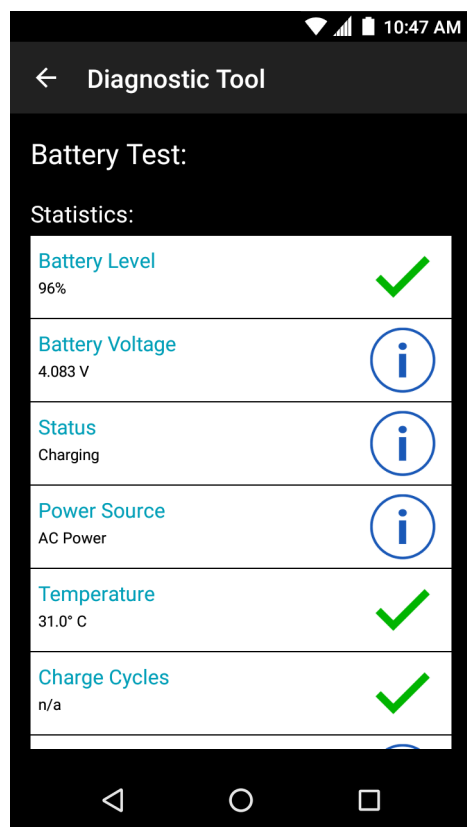 10:47 AM
Diagnostic Tool
Battery Test:
Statistics:
Battery Level
96%
Battery Voltage
4.083 V
Status
Charging
Power Source
AC Power
Temperature
31.0° C
Charge Cycles
n/a